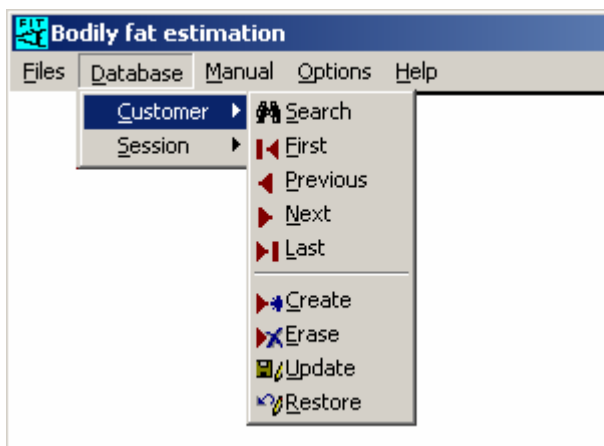 FIT
Bodily fat estimation
Files Database Manual Options Help
Customer
Session
Search
First
Previous
Next
Last
Create
Erase
Update
Restore